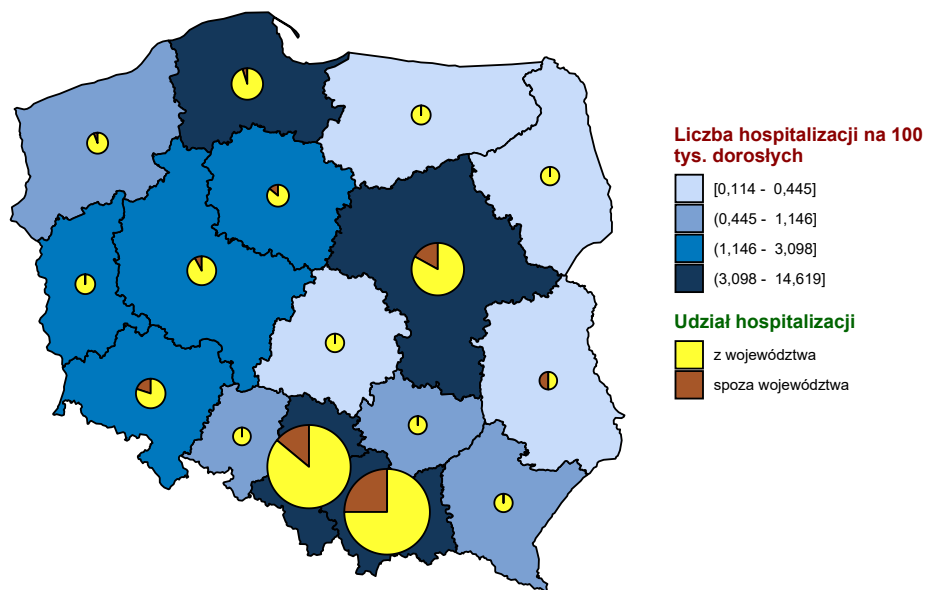 Liczba hospitalizacji na 100
tys. dorosłych
[0,114 - 0,445]
(0,445 - 1,146]
(1,146 - 3,098]
(3,098 - 14,619]
Udział hospitalizacji
z województwa
spoza województwa